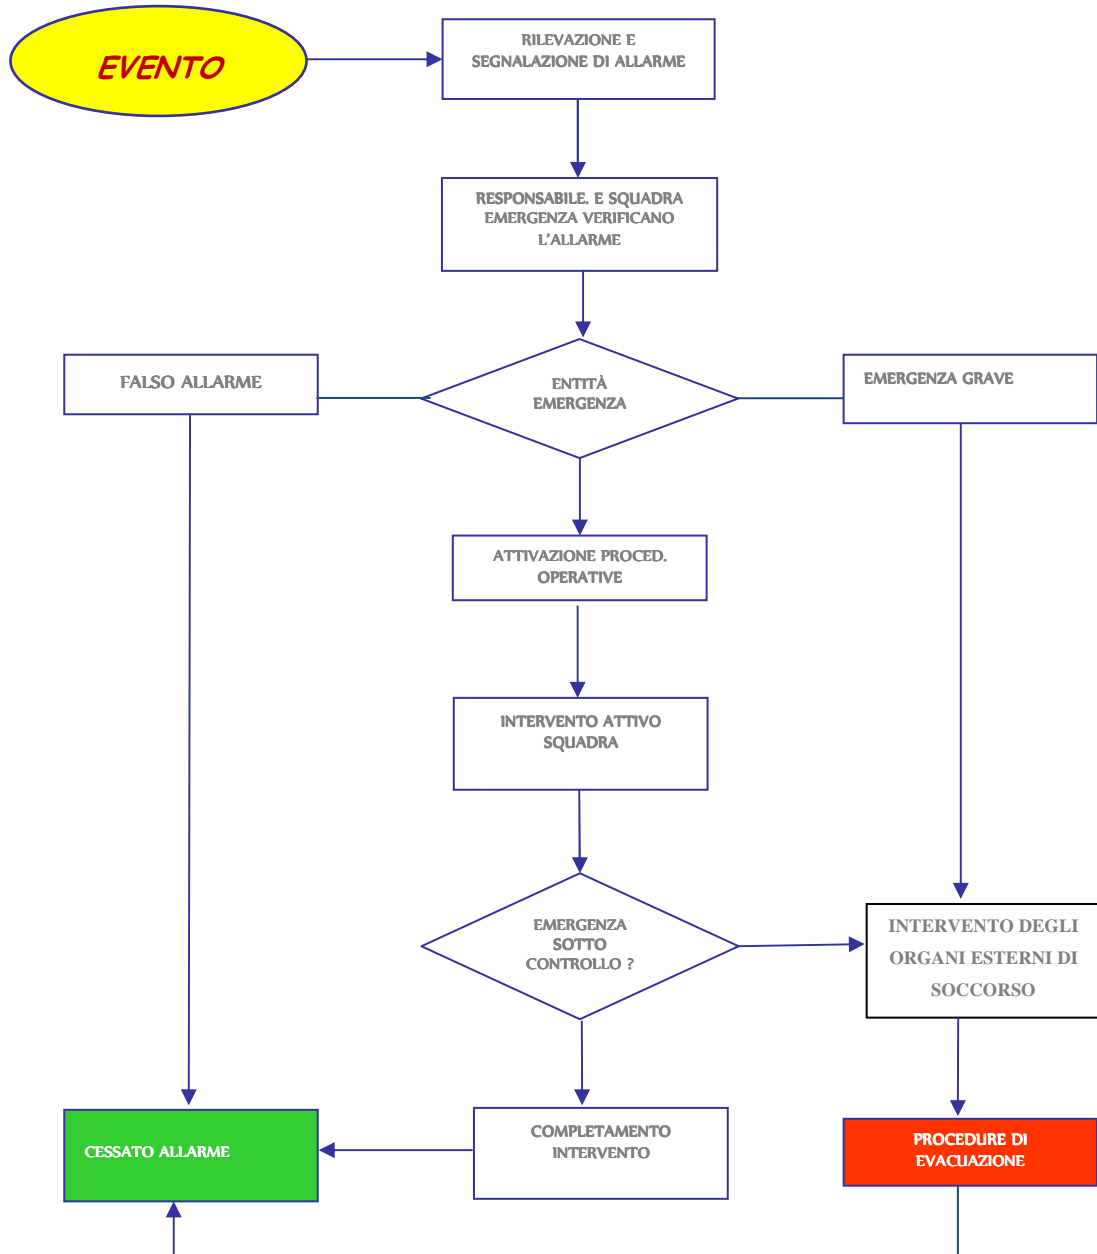 EVENTO
RILEVAZIONE E
SEGNALAZIONE DI ALLARME
RESPONSABILE. E SQUADRA
EMERGENZA VERIFICANO
L'ALLARME
FALSO ALLARME
ENTITÀ
EMERGENZA
EMERGENZA GRAVE
ATTIVAZIONE PROCED.
OPERATIVE
INTERVENTO ATTIVO
SQUADRA
EMERGENZA
SOTTO
CONTROLLO ?
INTERVENTO DEGLI
ORGANI ESTERNI DI
SOCCORSO
CESSATO ALLARME
COMPLETAMENTO
INTERVENTO
PROCEDURE DI
EVACUAZIONE